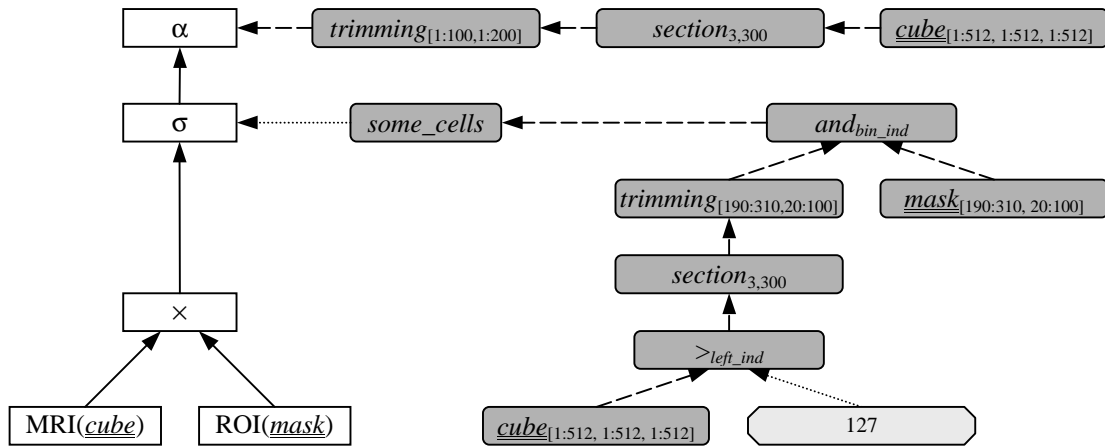 α trimming[1:100,1:200] section3,300 cube[1:512, 1:512, 1:512]
σ some_cells andbin_ind
trimming[190:310,20:100] mask[190:310, 20:100]
section3,300
×
>left_ind
MRI(cube) ROI(mask) cube[1:512, 1:512, 1:512] 127